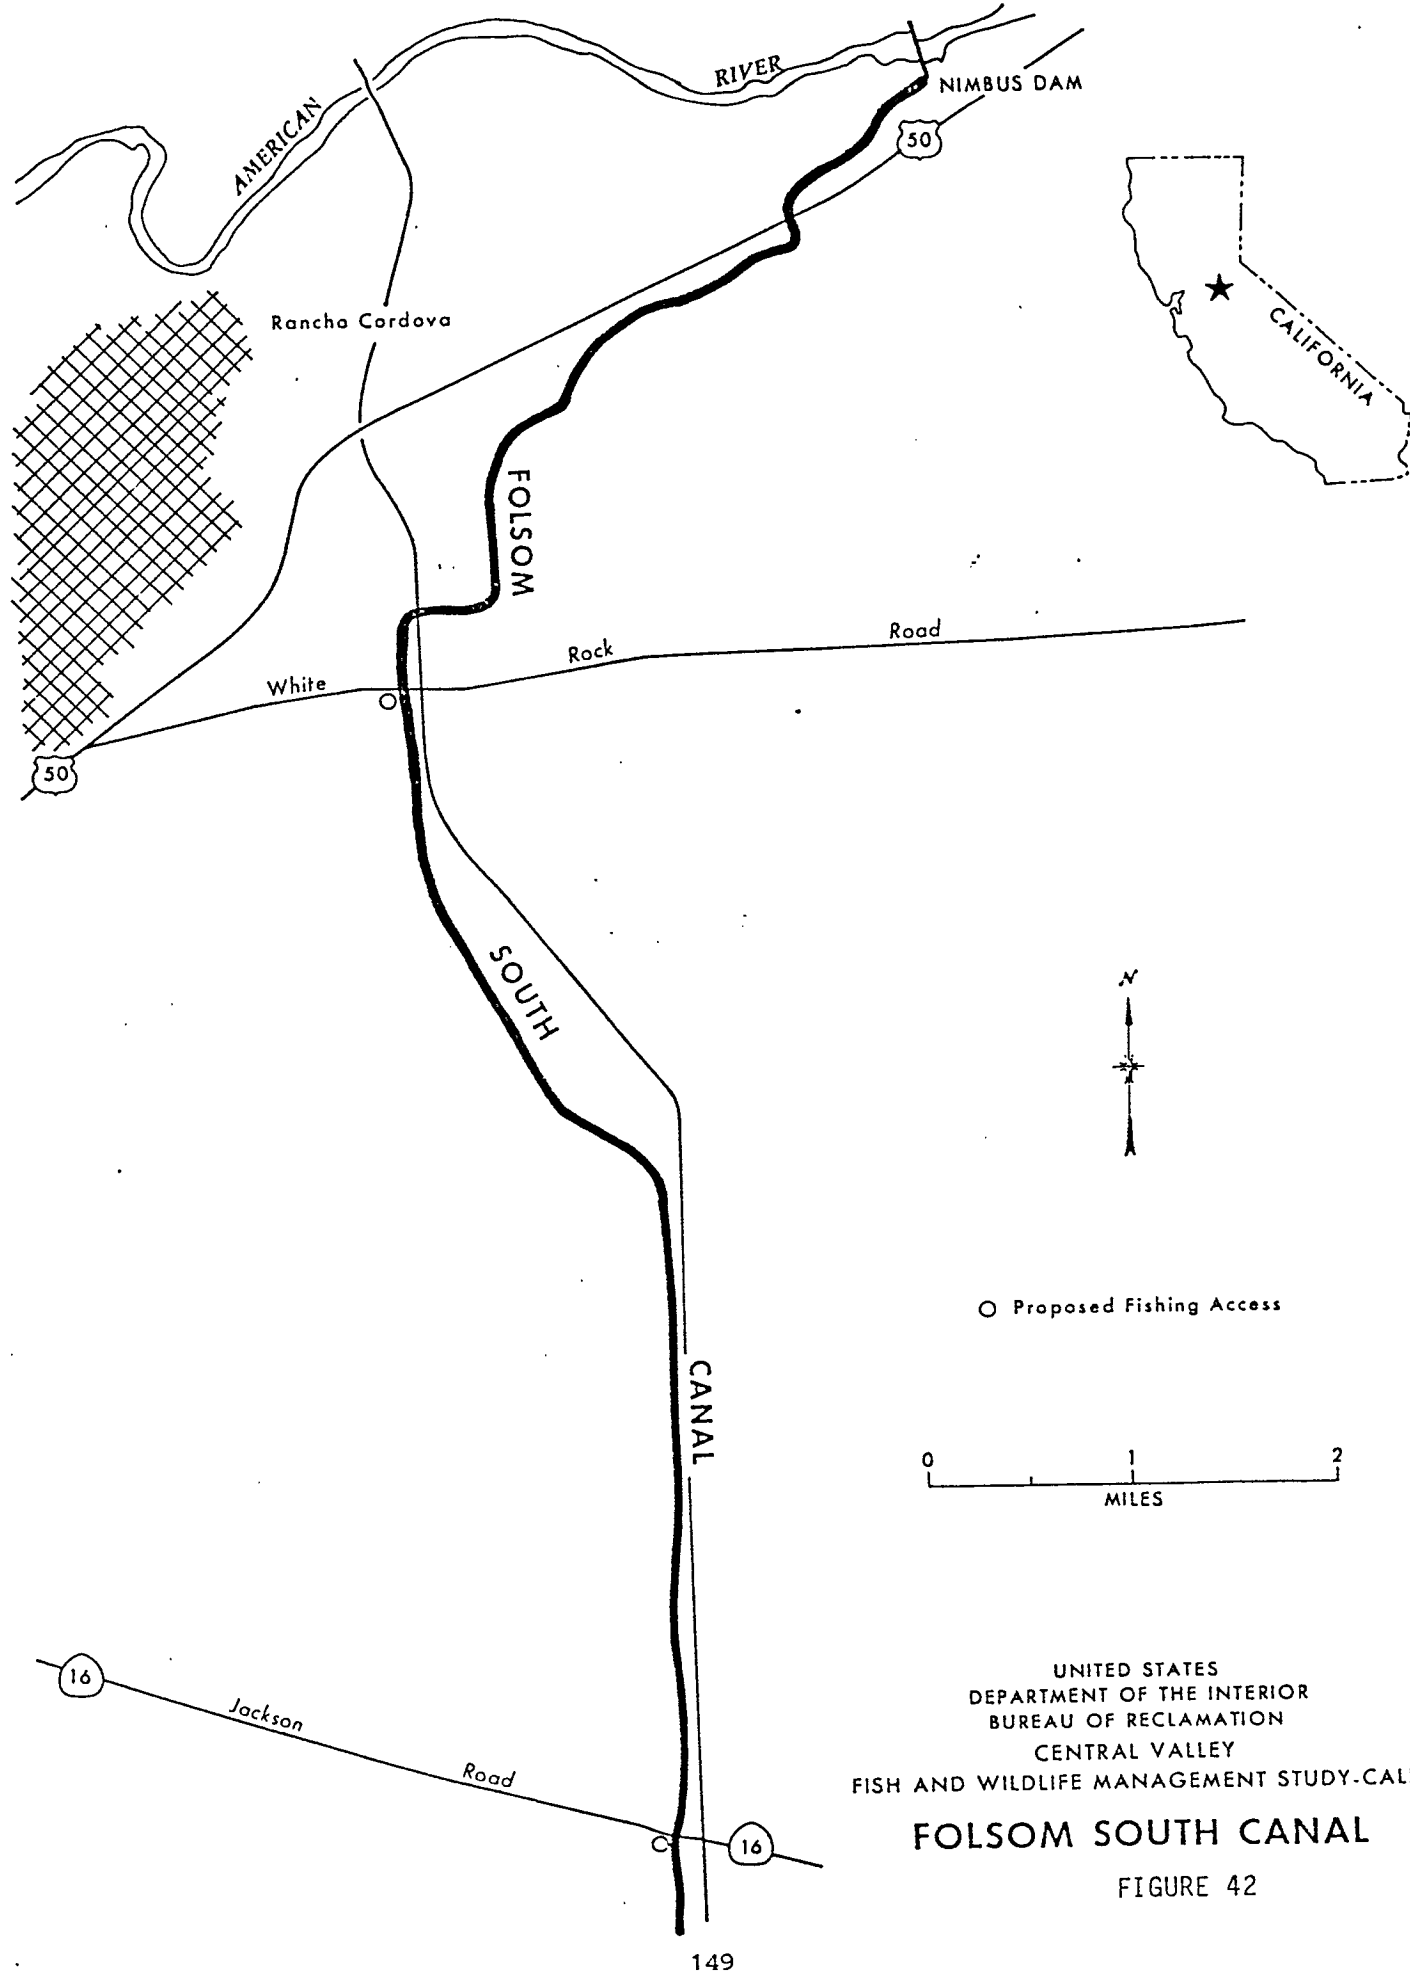 AMERICAN
RIVER
NIMBUS DAM
50
Rancho Cordova
CALIFORNIA
FOLSOM
White Rock Road
50
SOUTH
N
O Proposed Fishing Access
CANAL
0 1 2
MILES
16
Jackson Road
16
UNITED STATES
DEPARTMENT OF THE INTERIOR
BUREAU OF RECLAMATION
CENTRAL VALLEY
FISH AND WILDLIFE MANAGEMENT STUDY-CAL
FOLSOM SOUTH CANAL
FIGURE 42
149